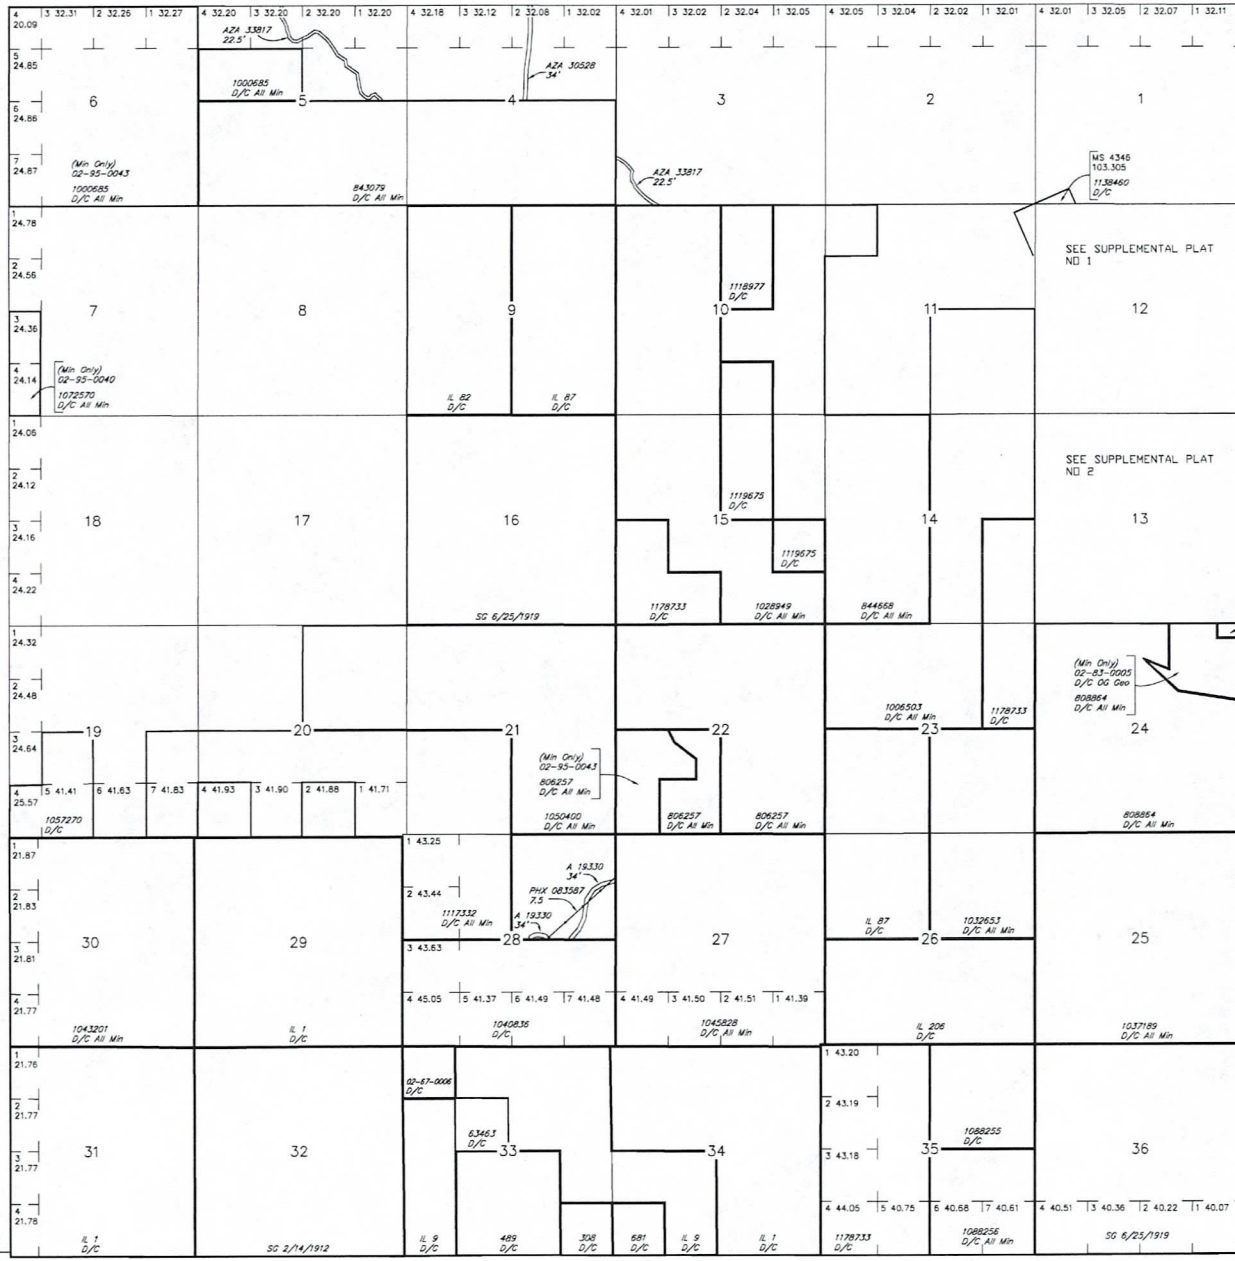 4 3 32.31 2 32.26 1 32.27 4 32.20 3 32.20 2 32.20 1 32.20 4 32.18 3 32.12 2 32.08 1 32.02 4 32.01 3 32.04 2 32.01 1 32.05 4 32.05 3 32.04 2 32.02 1 32.01 4 32.01 3 32.05 2 32.07 1 32.11
20.09
AZA 33817
22.5'
5
24.85
AZA 30528
34'
1000685
D/C All Min
6 5 4 3 2 1
6
24.86
7
24.87
(Min Only)
02-95-0043
1000685
D/C All Min
843079
D/C All Min
AZA 33817
22.5'
MS 4346
103.305
1138460
D/C
1
24.78
2
24.56
SEE SUPPLEMENTAL PLAT
NO 1
1118977
D/C
7 8 9 10 11 12
3
24.36
4
24.14
(Min Only)
02-95-0040
1072570
D/C All Min
IL 82
D/C
IL 87
D/C
1
24.06
2
24.12
SEE SUPPLEMENTAL PLAT
NO 2
1119675
D/C
18 17 16 15 14 13
3
24.16
4
24.22
1119675
D/C
SG 6/25/1919
1178733
D/C
1028949
D/C All Min
844668
D/C All Min
1
24.32
2
24.48
(Min Only)
02-83-0005
D/C OG Geo
808864
D/C All Min
1006503
D/C All Min
1178733
D/C
19 20 21 22 23 24
3
24.64
(Min Only)
02-95-0043
806257
D/C All Min
4
25.57
5 41.41 6 41.63 7 41.83 4 41.93 3 41.90 2 41.88 1 41.71
1057270
D/C
1050400
D/C All Min
806257
D/C All Min
806257
D/C All Min
808864
D/C All Min
1
21.87
2
21.83
1 43.25
2 43.44
A 19330
34'
PHX 083587
7.5
1117332
D/C All Min
A 19330
34'
IL 87
D/C
1032653
D/C All Min
30 29 28 27 26 25
3
21.81
3 43.63
4
21.77
4 45.05 5 41.37 6 41.49 7 41.48 4 41.49 3 41.50 2 41.51 1 41.39
1043201
D/C All Min
IL 1
D/C
1040836
D/C
1045828
D/C All Min
IL 206
D/C
1037189
D/C All Min
1
21.76
1 43.20
02-67-0006
D/C
2
21.77
2 43.19
63463
D/C
1088255
D/C
31 32 33 34 35 36
3
21.77
3 43.18
4
21.78
4 44.05 5 40.75 6 40.68 7 40.61 4 40.51 3 40.36 2 40.22 1 40.07
IL 1
D/C
SG 2/14/1912
IL 9
D/C
489
D/C
308
D/C
681
D/C
IL 9
D/C
IL 1
D/C
1178733
D/C
1088256
D/C All Min
SG 6/25/1919